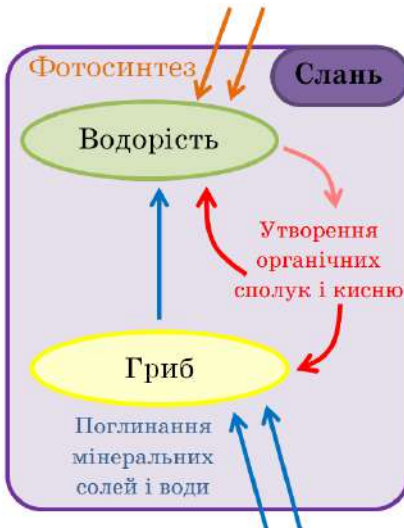 Фотосинтез
Слань
Водорість
Утворення
органічних
сполук і кисню
Гриб
Поглинання
мінеральних
солей і води